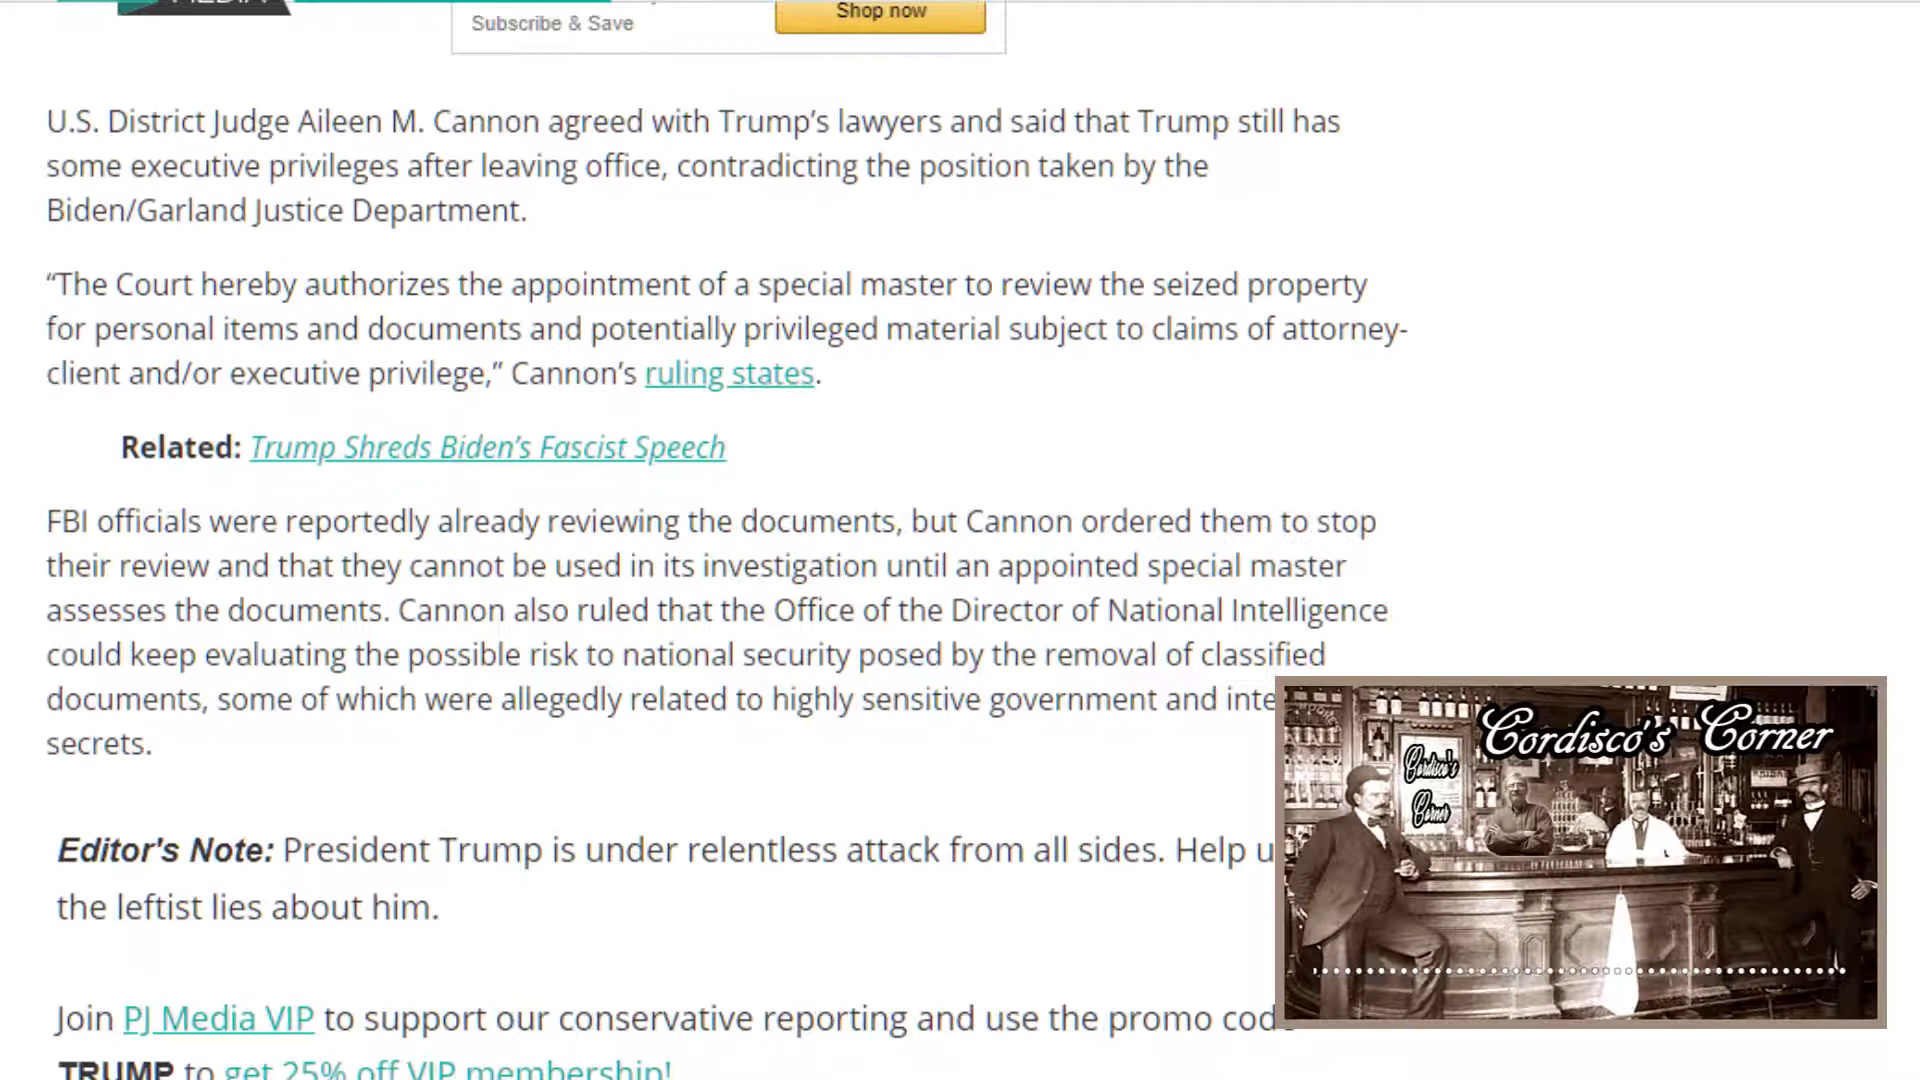 MEDIA
Subscribe & Save
Shop now
U.S. District Judge Aileen M. Cannon agreed with Trump’s lawyers and said that Trump still has
some executive privileges after leaving office, contradicting the position taken by the
Biden/Garland Justice Department.
“The Court hereby authorizes the appointment of a special master to review the seized property
for personal items and documents and potentially privileged material subject to claims of attorney-
client and/or executive privilege,” Cannon’s ruling states.
Related: Trump Shreds Biden’s Fascist Speech
FBI officials were reportedly already reviewing the documents, but Cannon ordered them to stop
their review and that they cannot be used in its investigation until an appointed special master
assesses the documents. Cannon also ruled that the Office of the Director of National Intelligence
could keep evaluating the possible risk to national security posed by the removal of classified
documents, some of which were allegedly related to highly sensitive government and inte
secrets.
Editor's Note: President Trump is under relentless attack from all sides. Help u
the leftist lies about him.
Join PJ Media VIP to support our conservative reporting and use the promo code
TRUMP to get 25% off VIP membership!
Cordisco's Corner
Cordisco's
Corner